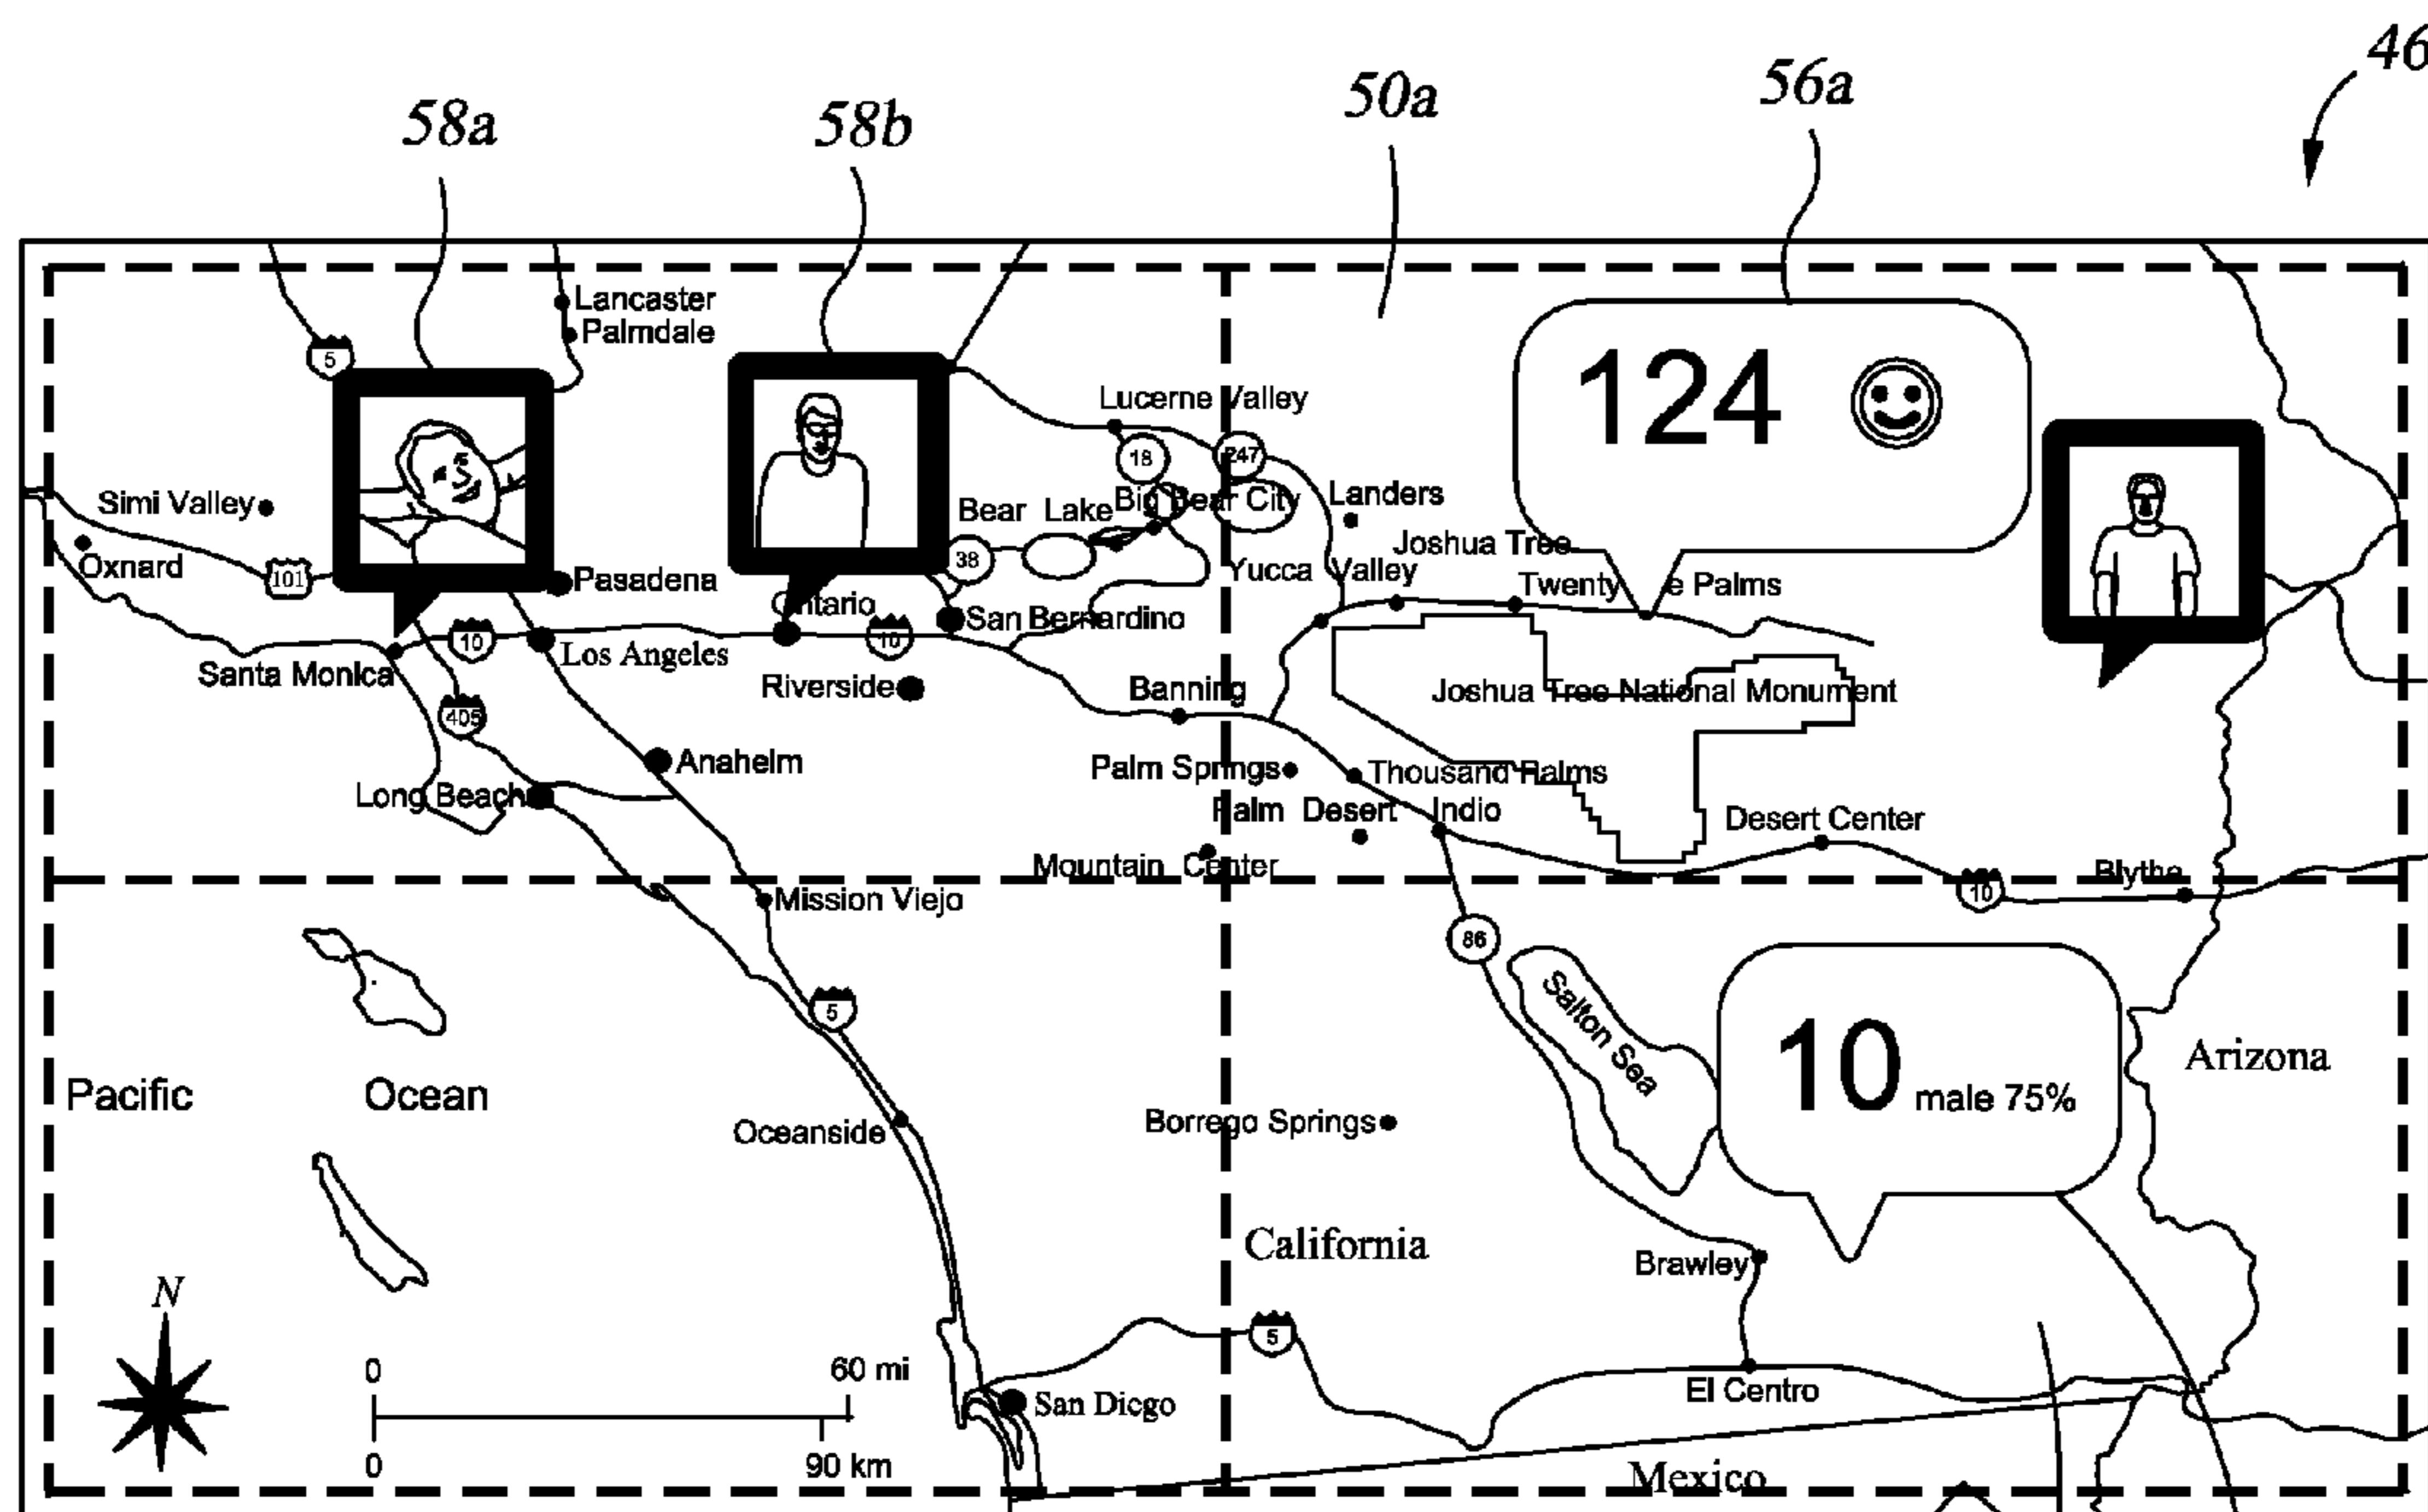 46
56a
50a
58b
58a
Lancaster
Palmdale
5
124
Lucerne Valley
18
247
Simi Valley
Bear Lake
Big Bear City
Landers
Oxnard
101
Pasadena
38
Joshua Tree
Yucca Valley
Twenty
e Palms
Ontario
San Bernardino
10
10
Los Angeles
Santa Monica
Riverside
Banning
Joshua Tree National Monument
405
Anaheim
Palm Springs
Thousand Palms
Long Beach
Palm Desert
Indio
Desert Center
Mountain Center
Blythe
10
Mission Viejo
86
Salton Sea
5
10 male 75%
Arizona
Pacific Ocean
Oceanside
Borrego Springs
California
Brawley
N
5
0 60 mi
El Centro
San Diego
0 90 km
Mexico